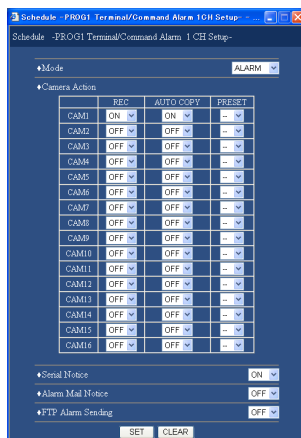 Schedule -PROG1 Terminal/Command Alarm 1CH Setup- - ...
Schedule -PROG1 Terminal/Command Alarm 1 CH Setup-
♦Mode ALARM
♦Camera Action
REC AUTO COPY PRESET
CAM1 ON ON --
CAM2 OFF OFF --
CAM3 OFF OFF --
CAM4 OFF OFF --
CAM5 OFF OFF --
CAM6 OFF OFF --
CAM7 OFF OFF --
CAM8 OFF OFF --
CAM9 OFF OFF --
CAM10 OFF OFF --
CAM11 OFF OFF --
CAM12 OFF OFF --
CAM13 OFF OFF --
CAM14 OFF OFF --
CAM15 OFF OFF --
CAM16 OFF OFF --
♦Serial Notice ON
♦Alarm Mail Notice OFF
♦FTP Alarm Sending OFF
SET CLEAR